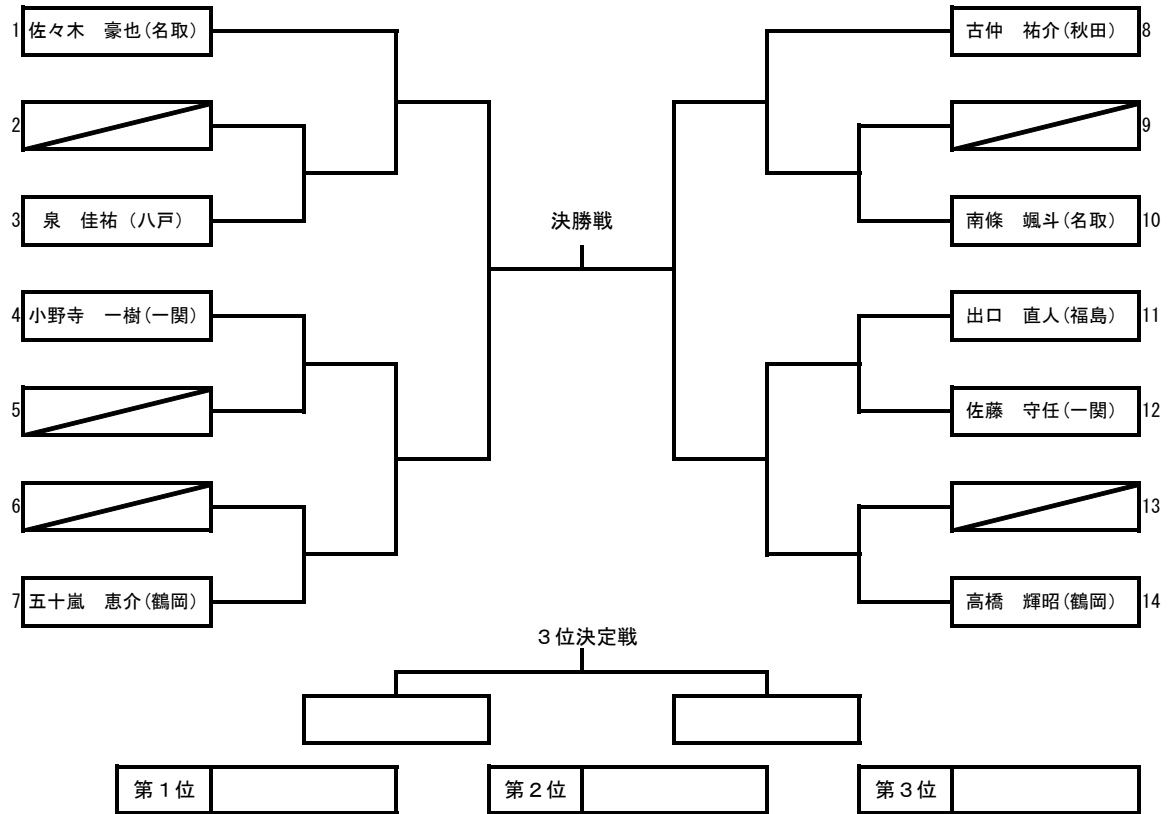 1 佐々木　豪也(名取)
2
3 泉　佳祐（八戸）
4 小野寺　一樹(一関)
5
6
7 五十嵐　恵介(鶴岡)
決勝戦
古仲　祐介(秋田) 8
9
南條　颯斗(名取) 10
出口　直人(福島) 11
佐藤　守任(一関) 12
13
高橋　輝昭(鶴岡) 14
３位決定戦
第１位
第２位
第３位